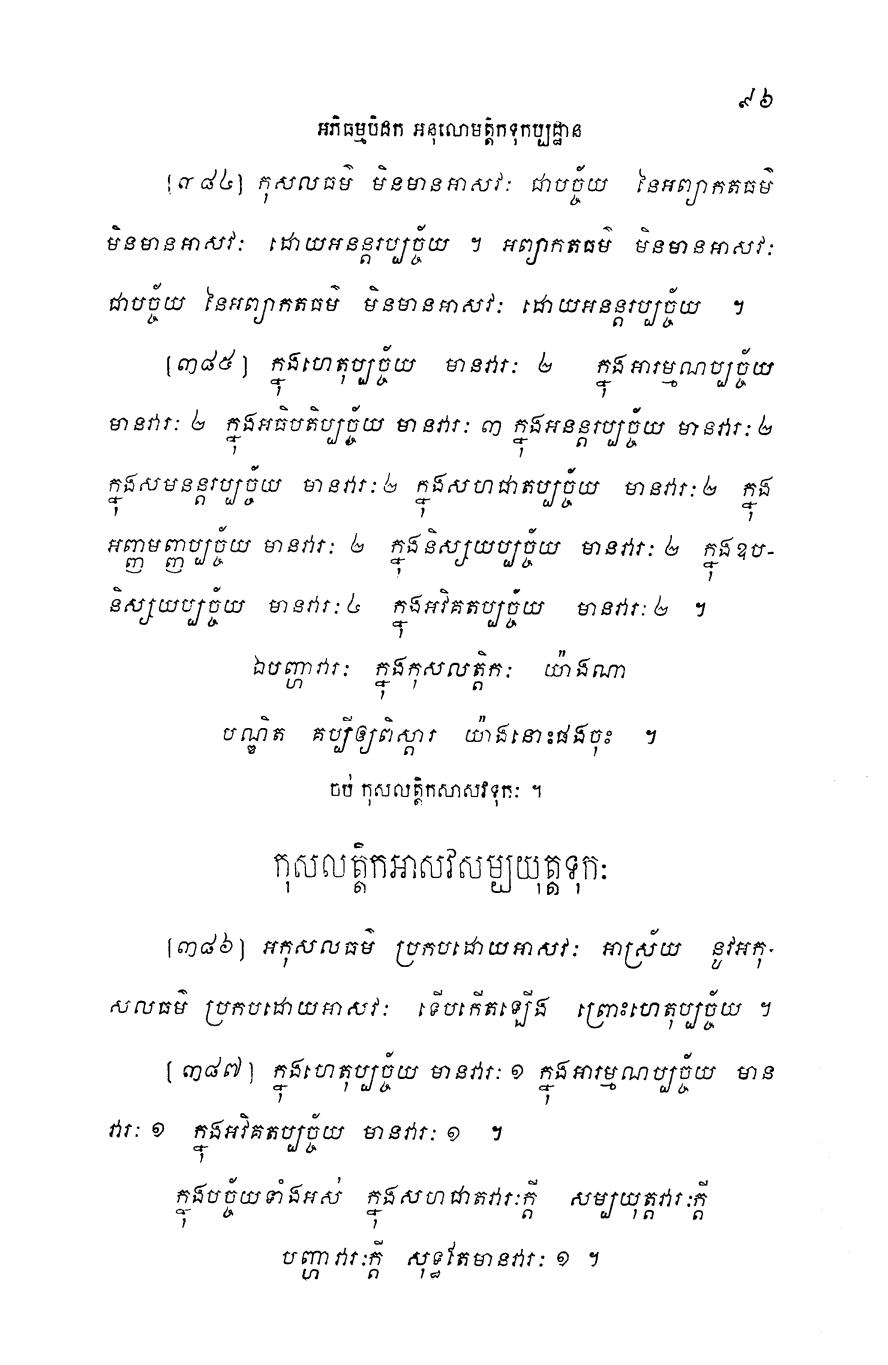 ៩៦
អភិធម្មបិដក អនុលោមត្តិកទុកប្បដ្ឋាន
[៣៨៤] កុសលធម៌ មិនមានអាសវៈ ជាបច្ច័យ នៃអព្យាកតធម៌
មិនមានអាសវៈ ដោយអនន្តរប្បច្ច័យ ។ អព្យាកតធម៌ មិនមានអាសវៈ
ជាបច្ច័យ នៃអព្យាកតធម៌ មិនមានអាសវៈ ដោយអនន្តរប្បច្ច័យ ។
[៣៨៥] ក្នុងហេតុប្បច្ច័យ មានវារៈ ២ ក្នុងអារម្មណប្បច្ច័យ
មានវារៈ ២ ក្នុងអធិបតិប្បច្ច័យ មានវារៈ ៣ ក្នុងអនន្តរប្បច្ច័យ មានវារៈ ២
ក្នុងសមនន្តរប្បច្ច័យ មានវារៈ ២ ក្នុងសហជាតប្បច្ច័យ មានវារៈ ២ ក្នុង
អញ្ញមញ្ញប្បច្ច័យ មានវារៈ ២ ក្នុងនិស្សយប្បច្ច័យ មានវារៈ ២ ក្នុងឧប-
និស្សយប្បច្ច័យ មានវារៈ ៤ ក្នុងអវិគតប្បច្ច័យ មានវារៈ ២ ។
ឯបញ្ហាវារៈ ក្នុងកុសលត្តិកៈ យ៉ាងណា
បណ្ឌិត គប្បីឲ្យពិស្តារ យ៉ាងនោះផងចុះ ។
ចប់ កុសលត្តិកសាសវទុកៈ ។
កុសលត្តិកអាសវសម្បយុត្តទុកៈ
[៣៨៦] អកុសលធម៌ ប្រកបដោយអាសវៈ អាស្រ័យ នូវអកុ-
សលធម៌ ប្រកបដោយអាសវៈ ទើបកើតឡើង ព្រោះហេតុប្បច្ច័យ ។
[៣៨៧] ក្នុងហេតុប្បច្ច័យ មានវារៈ ១ ក្នុងអារម្មណប្បច្ច័យ មាន
វារៈ ១ ក្នុងអវិគតប្បច្ច័យ មានវារៈ ១ ។
ក្នុងបច្ច័យទាំងអស់ ក្នុងសហជាតវារៈក្តី សម្បយុត្តវារៈក្តី
បញ្ហាវារៈក្តី សុទ្ធតែមានវារៈ ១ ។